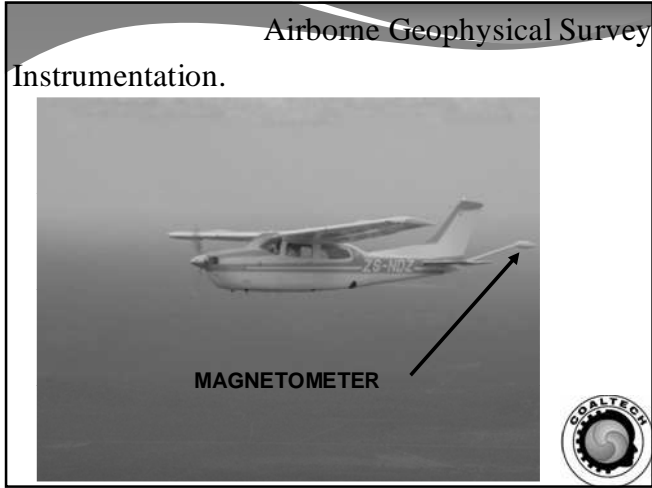 Airborne Geophysical Survey
Instrumentation.
ZS-NDZ
MAGNETOMETER
COALTECH